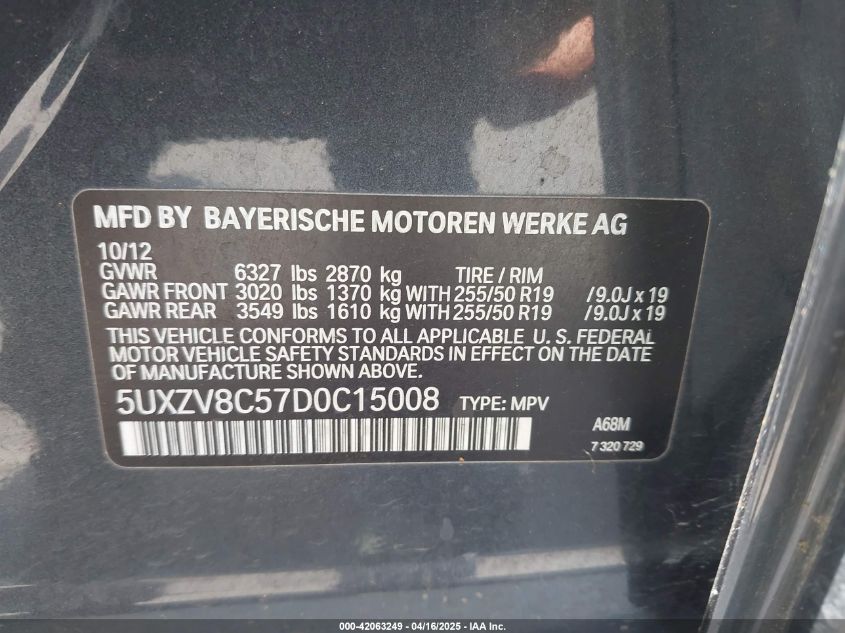 MFD BY BAYERISCHE MOTOREN WERKE AG
10/12
GVWR 6327 lbs 2870 kg TIRE / RIM
GAWR FRONT 3020 lbs 1370 kg WITH 255/50 R19 /9.0J x 19
GAWR REAR 3549 lbs 1610 kg WITH 255/50 R19 /9.0J x 19
THIS VEHICLE CONFORMS TO ALL APPLICABLE U. S. FEDERAL
MOTOR VEHICLE SAFETY STANDARDS IN EFFECT ON THE DATE
OF MANUFACTURE SHOWN ABOVE.
5UXZV8C57D0C15008 TYPE: MPV
A68M
7 320 729
000-42063249 - 04/16/2025 - IAA Inc.